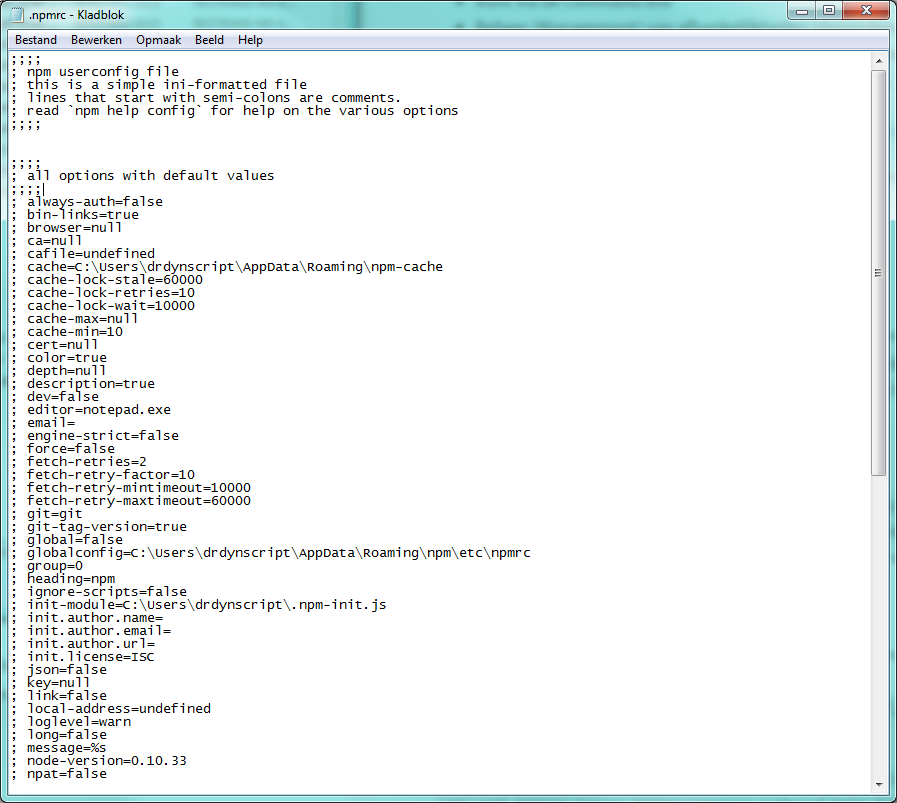 .npmrc - Kladblok
Bestand Bewerken Opmaak Beeld Help
;;;;
; npm userconfig file
; this is a simple ini-formatted file
; lines that start with semi-colons are comments.
; read `npm help config` for help on the various options
;;;;
;;;;
; all options with default values
;;;;
; always-auth=false
; bin-links=true
; browser=null
; ca=null
; cafile=undefined
; cache=C:\Users\drdynscript\AppData\Roaming\npm-cache
; cache-lock-stale=60000
; cache-lock-retries=10
; cache-lock-wait=10000
; cache-max=null
; cache-min=10
; cert=null
; color=true
; depth=null
; description=true
; dev=false
; editor=notepad.exe
; email=
; engine-strict=false
; force=false
; fetch-retries=2
; fetch-retry-factor=10
; fetch-retry-mintimeout=10000
; fetch-retry-maxtimeout=60000
; git=git
; git-tag-version=true
; global=false
; globalconfig=C:\Users\drdynscript\AppData\Roaming\npm\etc\npmrc
; group=0
; heading=npm
; ignore-scripts=false
; init-module=C:\Users\drdynscript\.npm-init.js
; init.author.name=
; init.author.email=
; init.author.url=
; init.license=ISC
; json=false
; key=null
; link=false
; local-address=undefined
; loglevel=warn
; long=false
; message=%s
; node-version=0.10.33
; npat=false